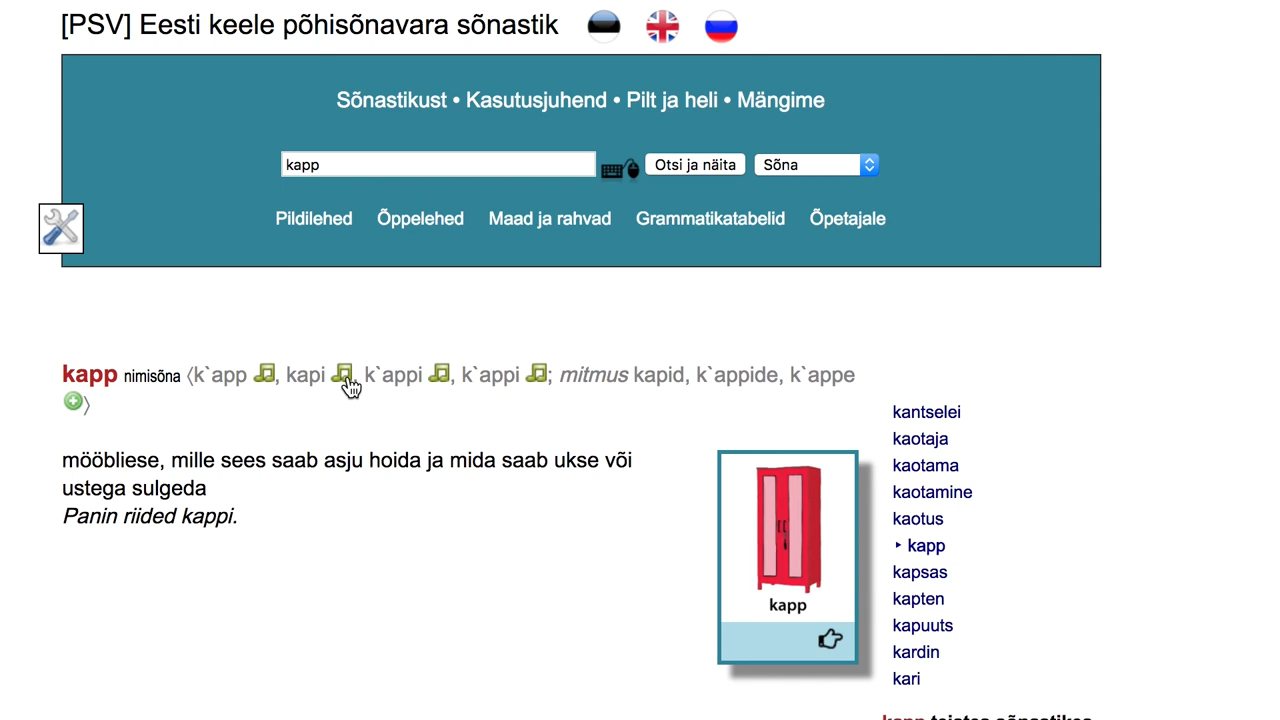 [PSV] Eesti keele põhisõnavara sõnastik
Sõnastikust • Kasutusjuhend • Pilt ja heli • Mängime
kapp
Otsi ja näita
Sõna
Pildilehed Õppelehed Maad ja rahvad Grammatikatabelid Õpetajale
kapp nimisõna 〈k`app, kapi, k`appi, k`appi; mitmus kapid, k`appide, k`appe
〉
mööbliese, mille sees saab asju hoida ja mida saab ukse või
ustega sulgeda
Panin riided kappi.
kapp
kantselei
kaotaja
kaotama
kaotamine
kaotus
‣ kapp
kapsas
kapten
kapuuts
kardin
kari
kapp teistes sõnastikes